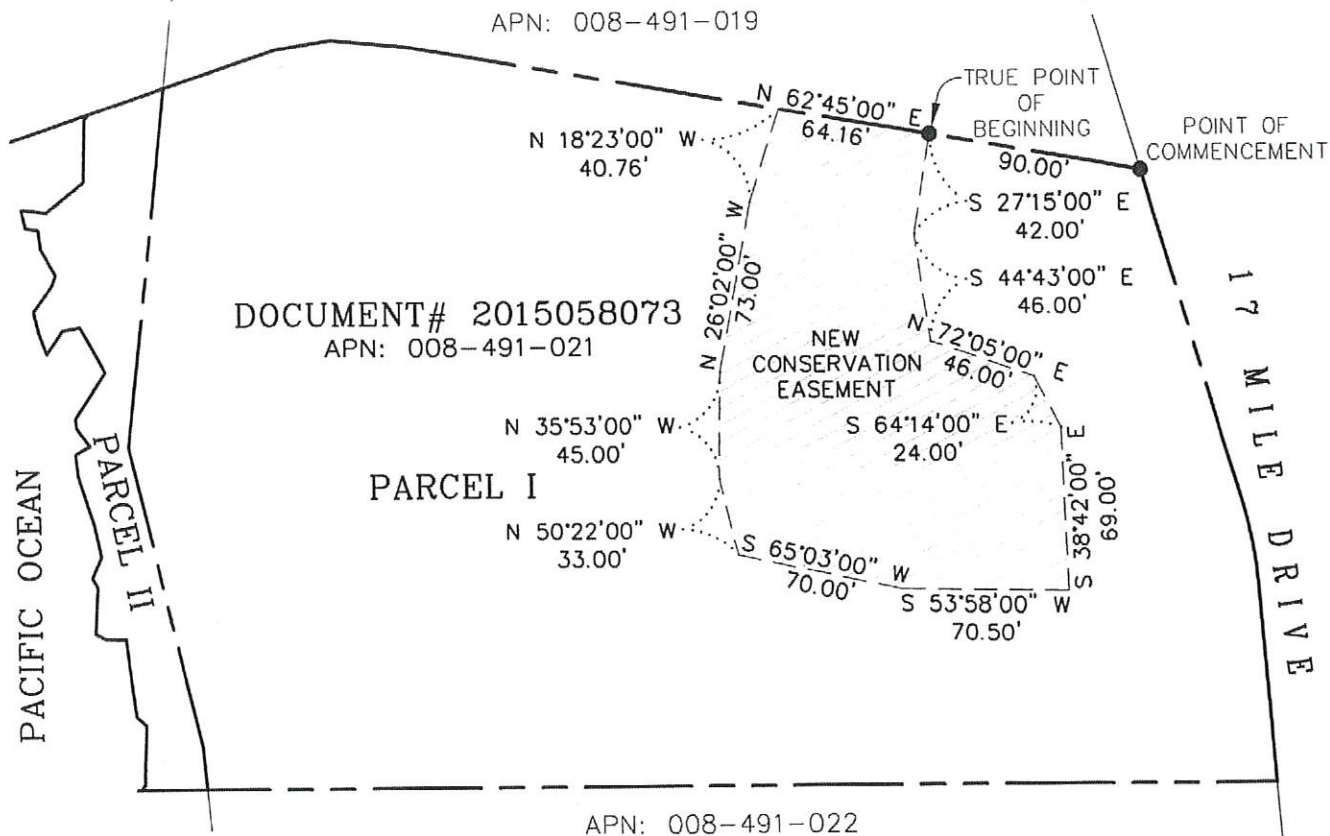 APN: 008-491-019
TRUE POINT
OF
BEGINNING
POINT OF
COMMENCEMENT
N 62°45'00" E
64.16'
90.00'
N 18°23'00" W
40.76'
S 27°15'00" E
42.00'
S 44°43'00" E
46.00'
N 26°02'00" W
73.00'
DOCUMENT# 2015058073
APN: 008-491-021
NEW
CONSERVATION
EASEMENT
N 72°05'00" E
46.00'
S 64°14'00" E
24.00'
N 35°53'00" W
45.00'
S 38°42'00" E
69.00'
PARCEL I
N 50°22'00" W
33.00'
S 65°03'00" W
70.00'
S 53°58'00" W
70.50'
17 MILE DRIVE
PARCEL II
PACIFIC OCEAN
APN: 008-491-022